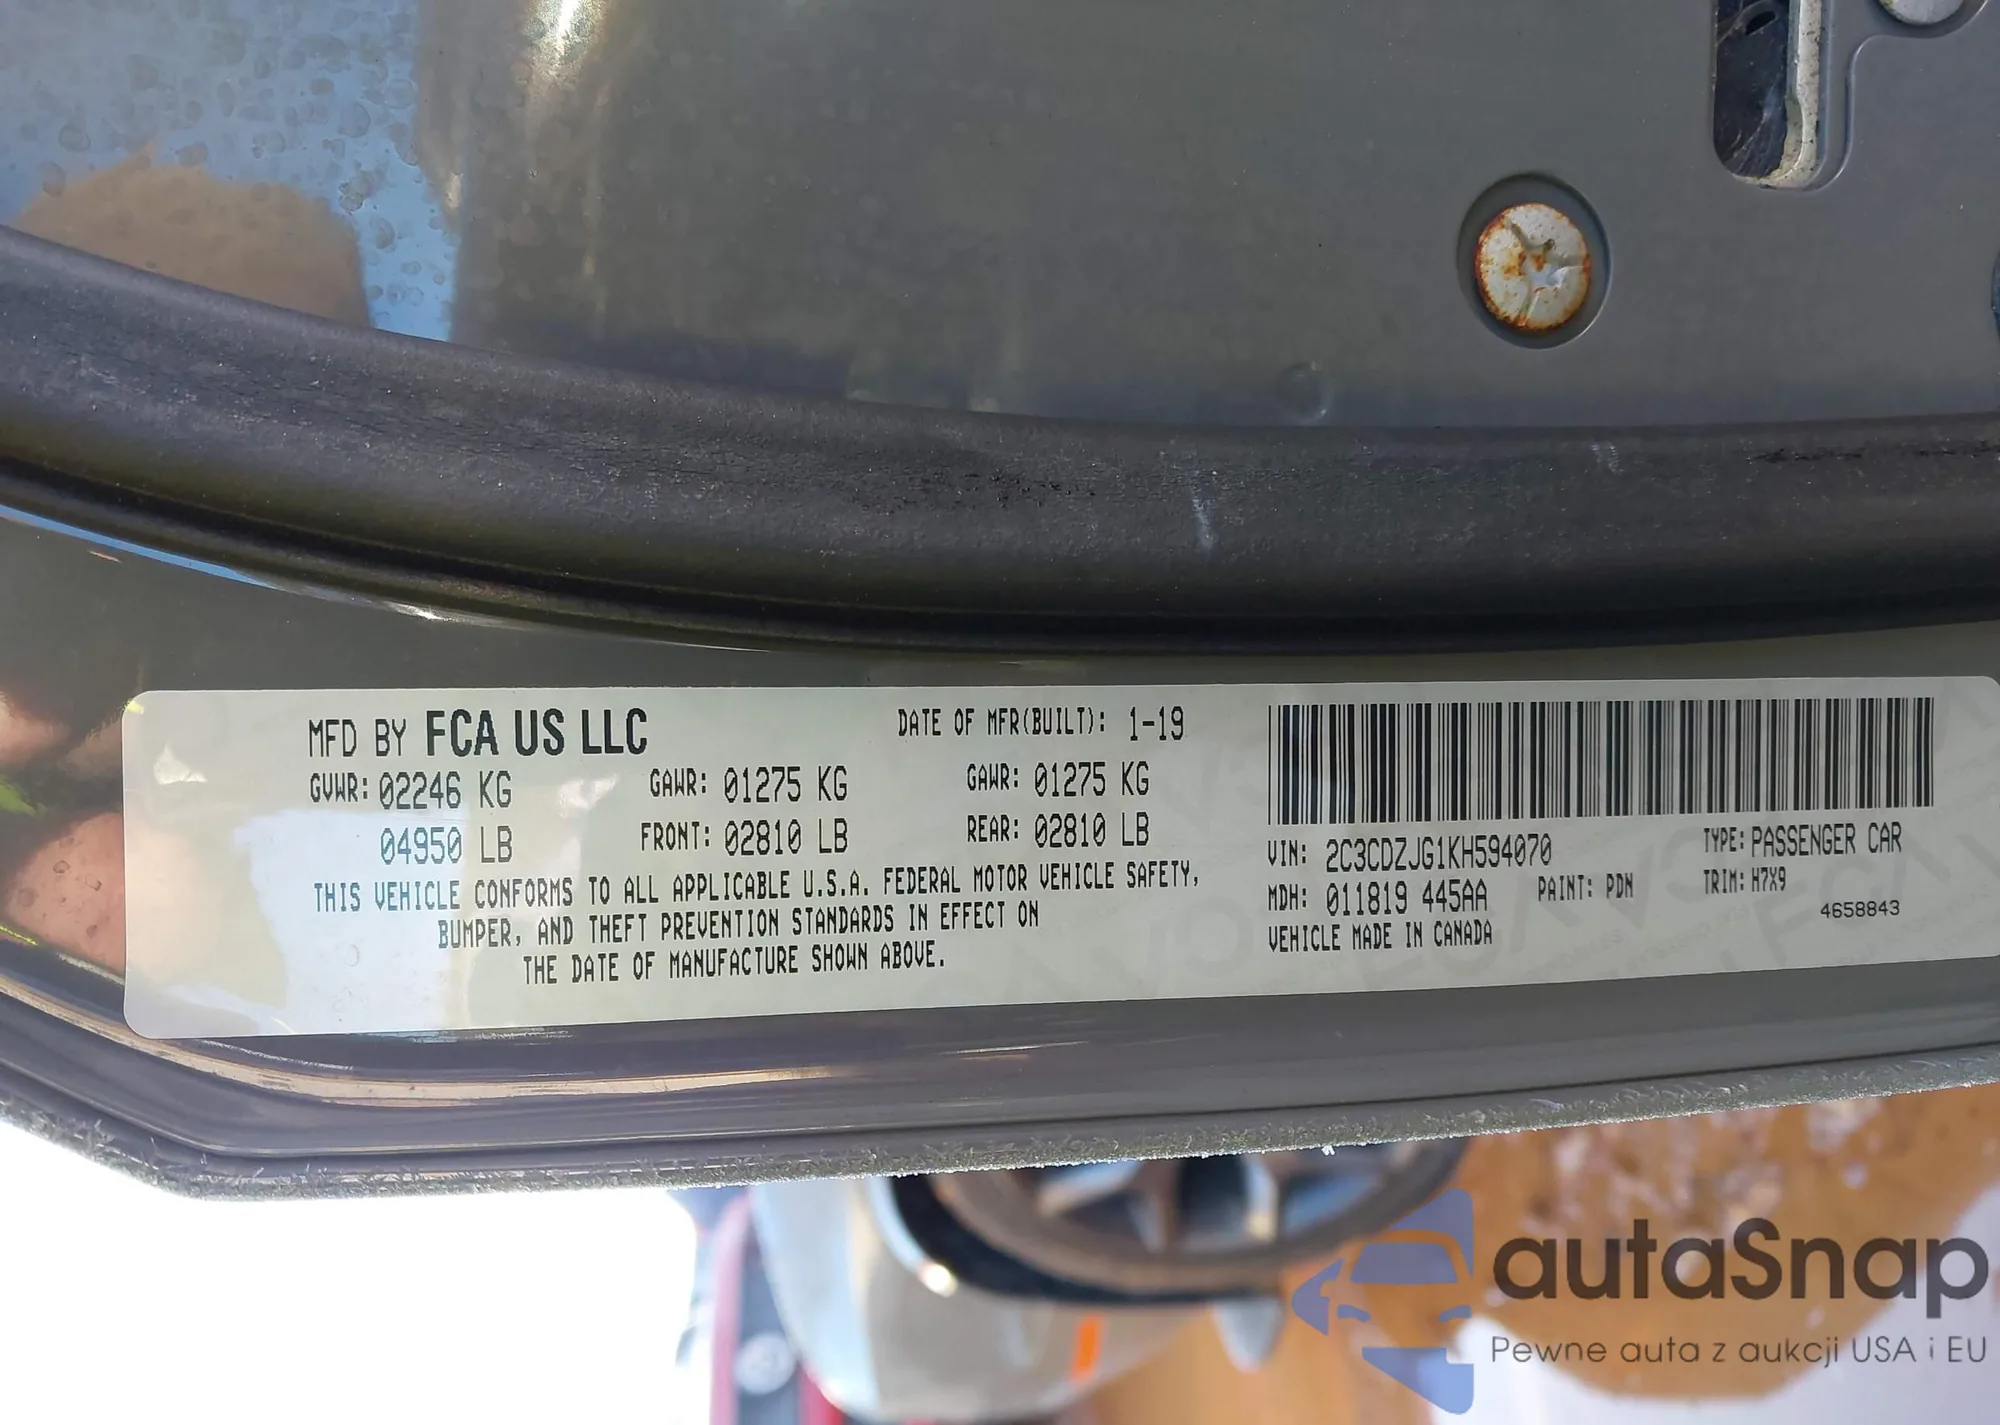 MFD BY FCA US LLC DATE OF MFR(BUILT): 1-19
GVWR: 02246 KG GAWR: 01275 KG GAWR: 01275 KG
04950 LB FRONT: 02810 LB REAR: 02810 LB
THIS VEHICLE CONFORMS TO ALL APPLICABLE U.S.A. FEDERAL MOTOR VEHICLE SAFETY,
BUMPER, AND THEFT PREVENTION STANDARDS IN EFFECT ON
THE DATE OF MANUFACTURE SHOWN ABOVE.
VIN: 2C3CDZJG1KH594070 TYPE: PASSENGER CAR
MDH: 011819 445AA PAINT: PDN TRIM: H7X9
4658843
VEHICLE MADE IN CANADA
autaSnap
Pewne auta z aukcji USA i EU